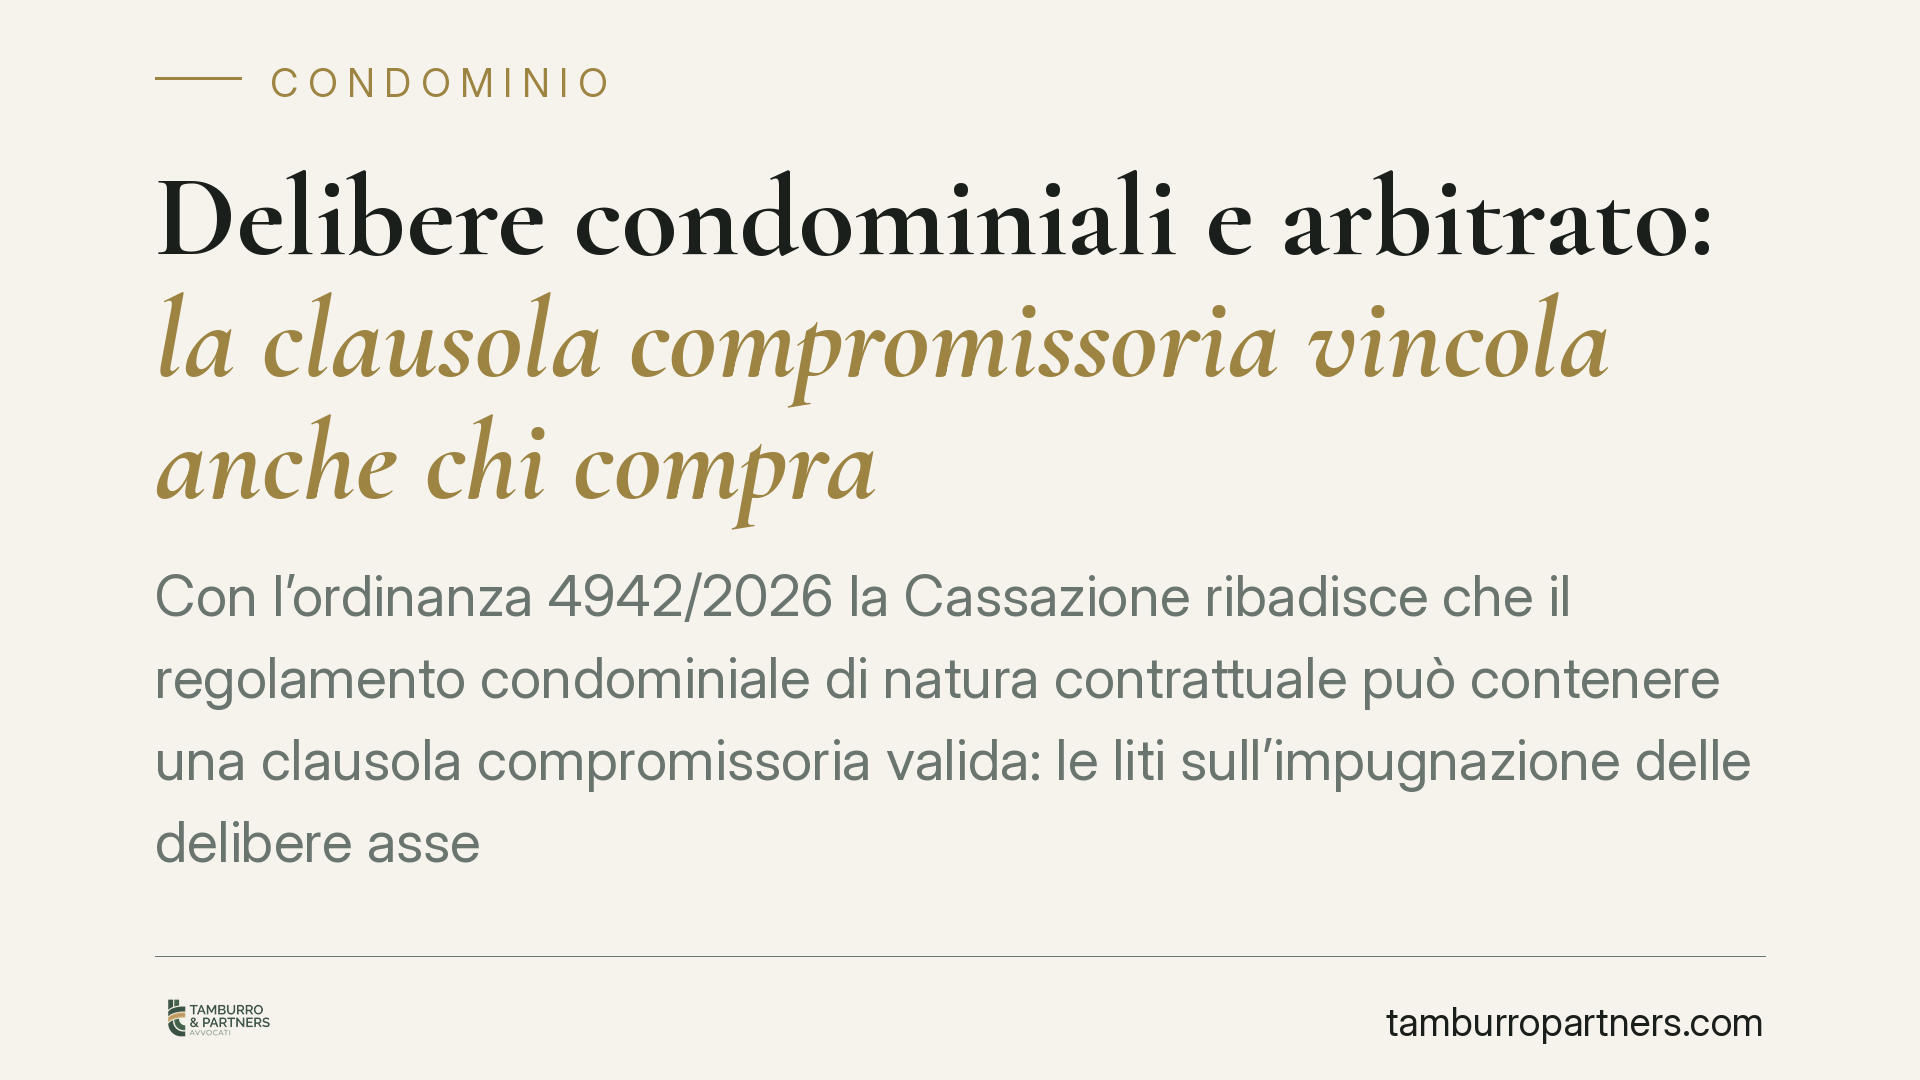 CONDOMINIO
Delibere condominiali e arbitrato:
la clausola compromissoria vincola
anche chi compra
Con l’ordinanza 4942/2026 la Cassazione ribadisce che il
regolamento condominiale di natura contrattuale può contenere
una clausola compromissoria valida: le liti sull’impugnazione delle
delibere asse
TAMBURRO
& PARTNERS
AVVOCATI
tamburropartners.com